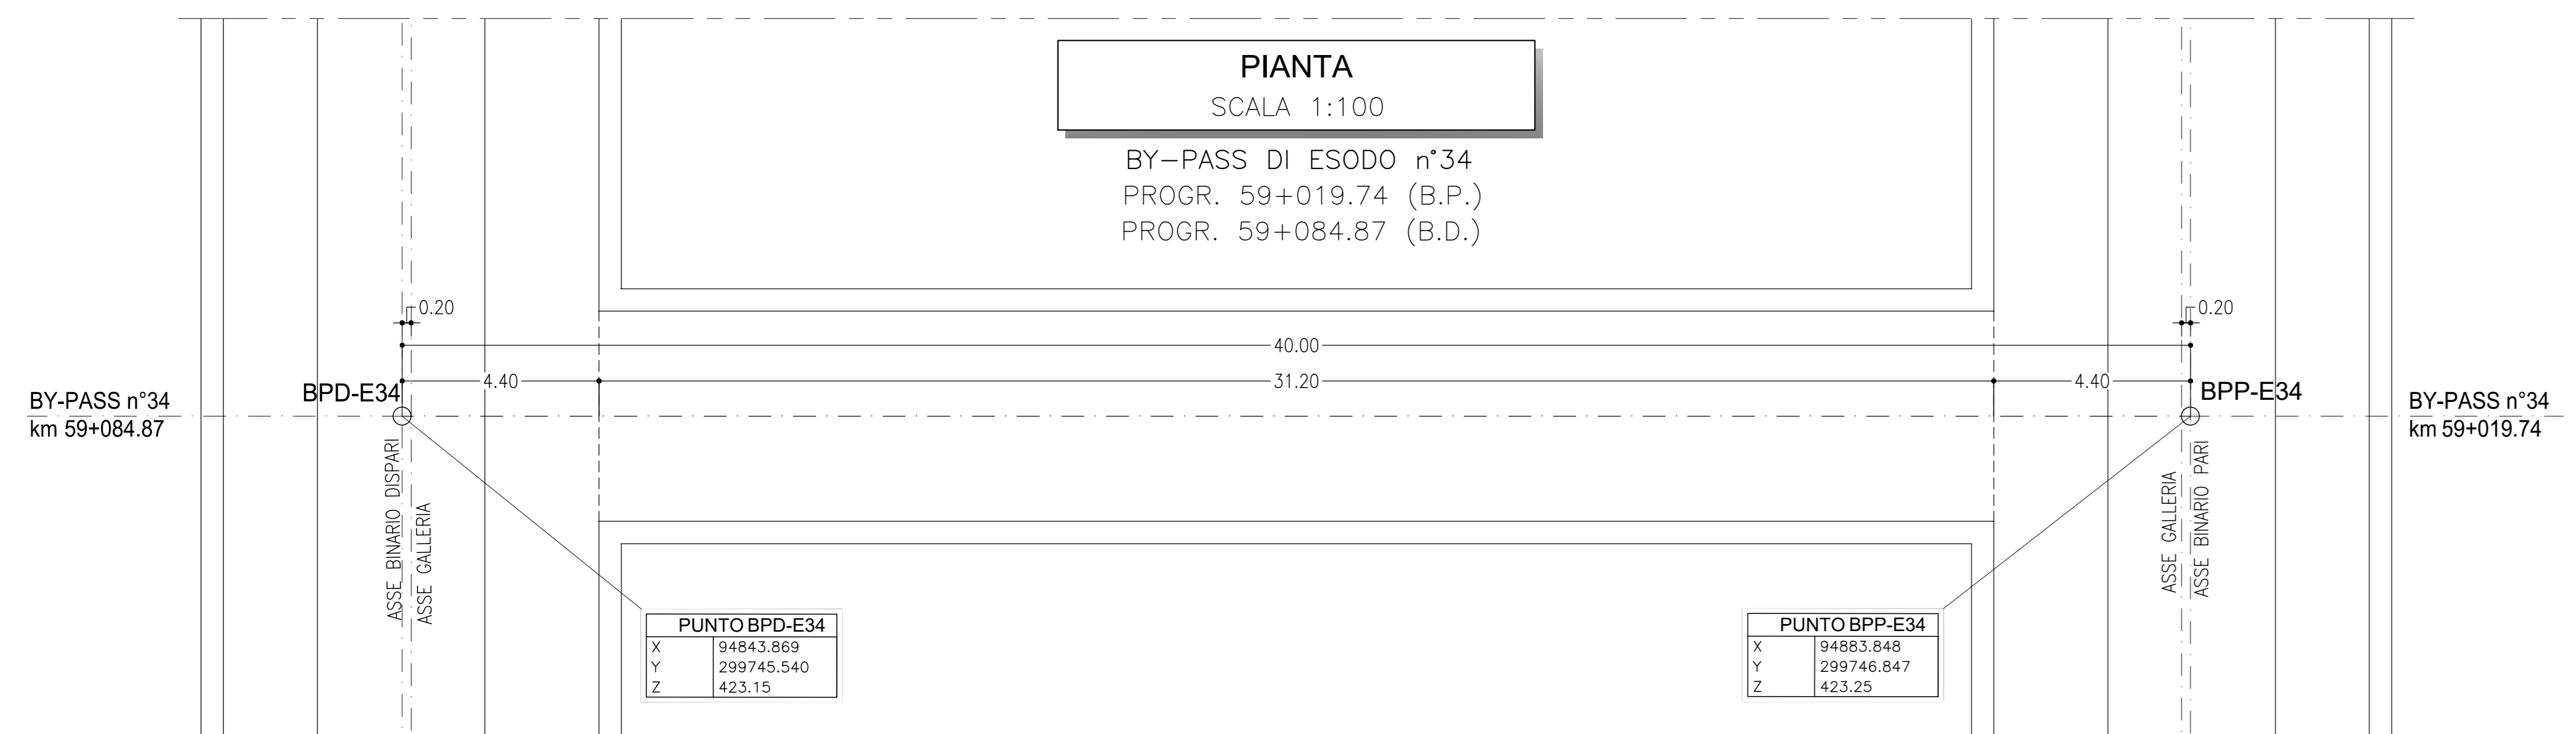 PIANTA
SCALA 1:100
BY-PASS DI ESODO n°34
PROGR. 59+019.74 (B.P.)
PROGR. 59+084.87 (B.D.)
0.20
0.20
40.00
4.40
31.20
4.40
BPD-E34
BPP-E34
BY-PASS n°34
km 59+084.87
BY-PASS n°34
km 59+019.74
ASSE BINARIO DISPARI
ASSE GALLERIA
ASSE GALLERIA
ASSE BINARIO PARI
PUNTO BPD-E34
X 94843.869
Y 299745.540
Z 423.15
PUNTO BPP-E34
X 94883.848
Y 299746.847
Z 423.25